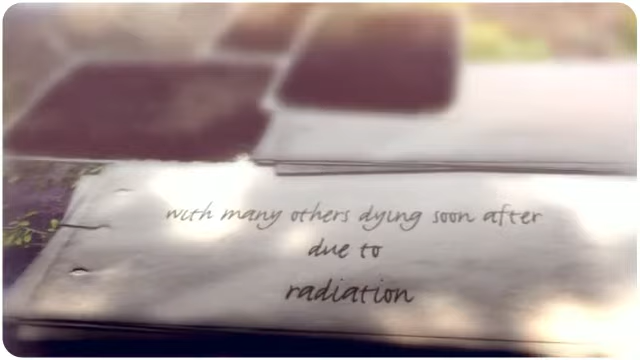 with many others dying soon after
due to
radiation